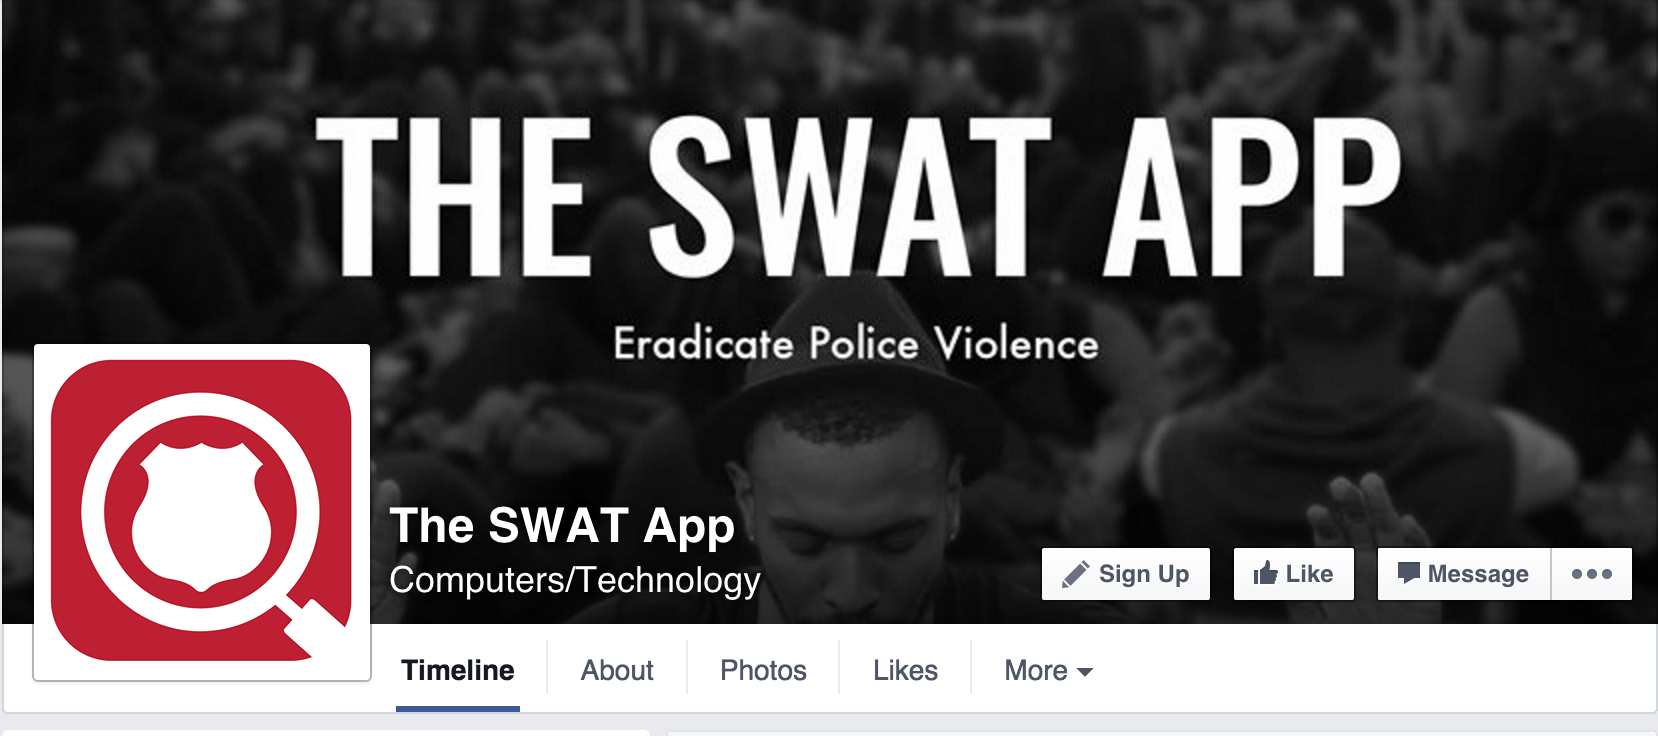 THE SWAT APP
Eradicate Police Violence
The SWAT App
Computers/Technology
Sign Up
Like
Message
Timeline
About
Photos
Likes
More